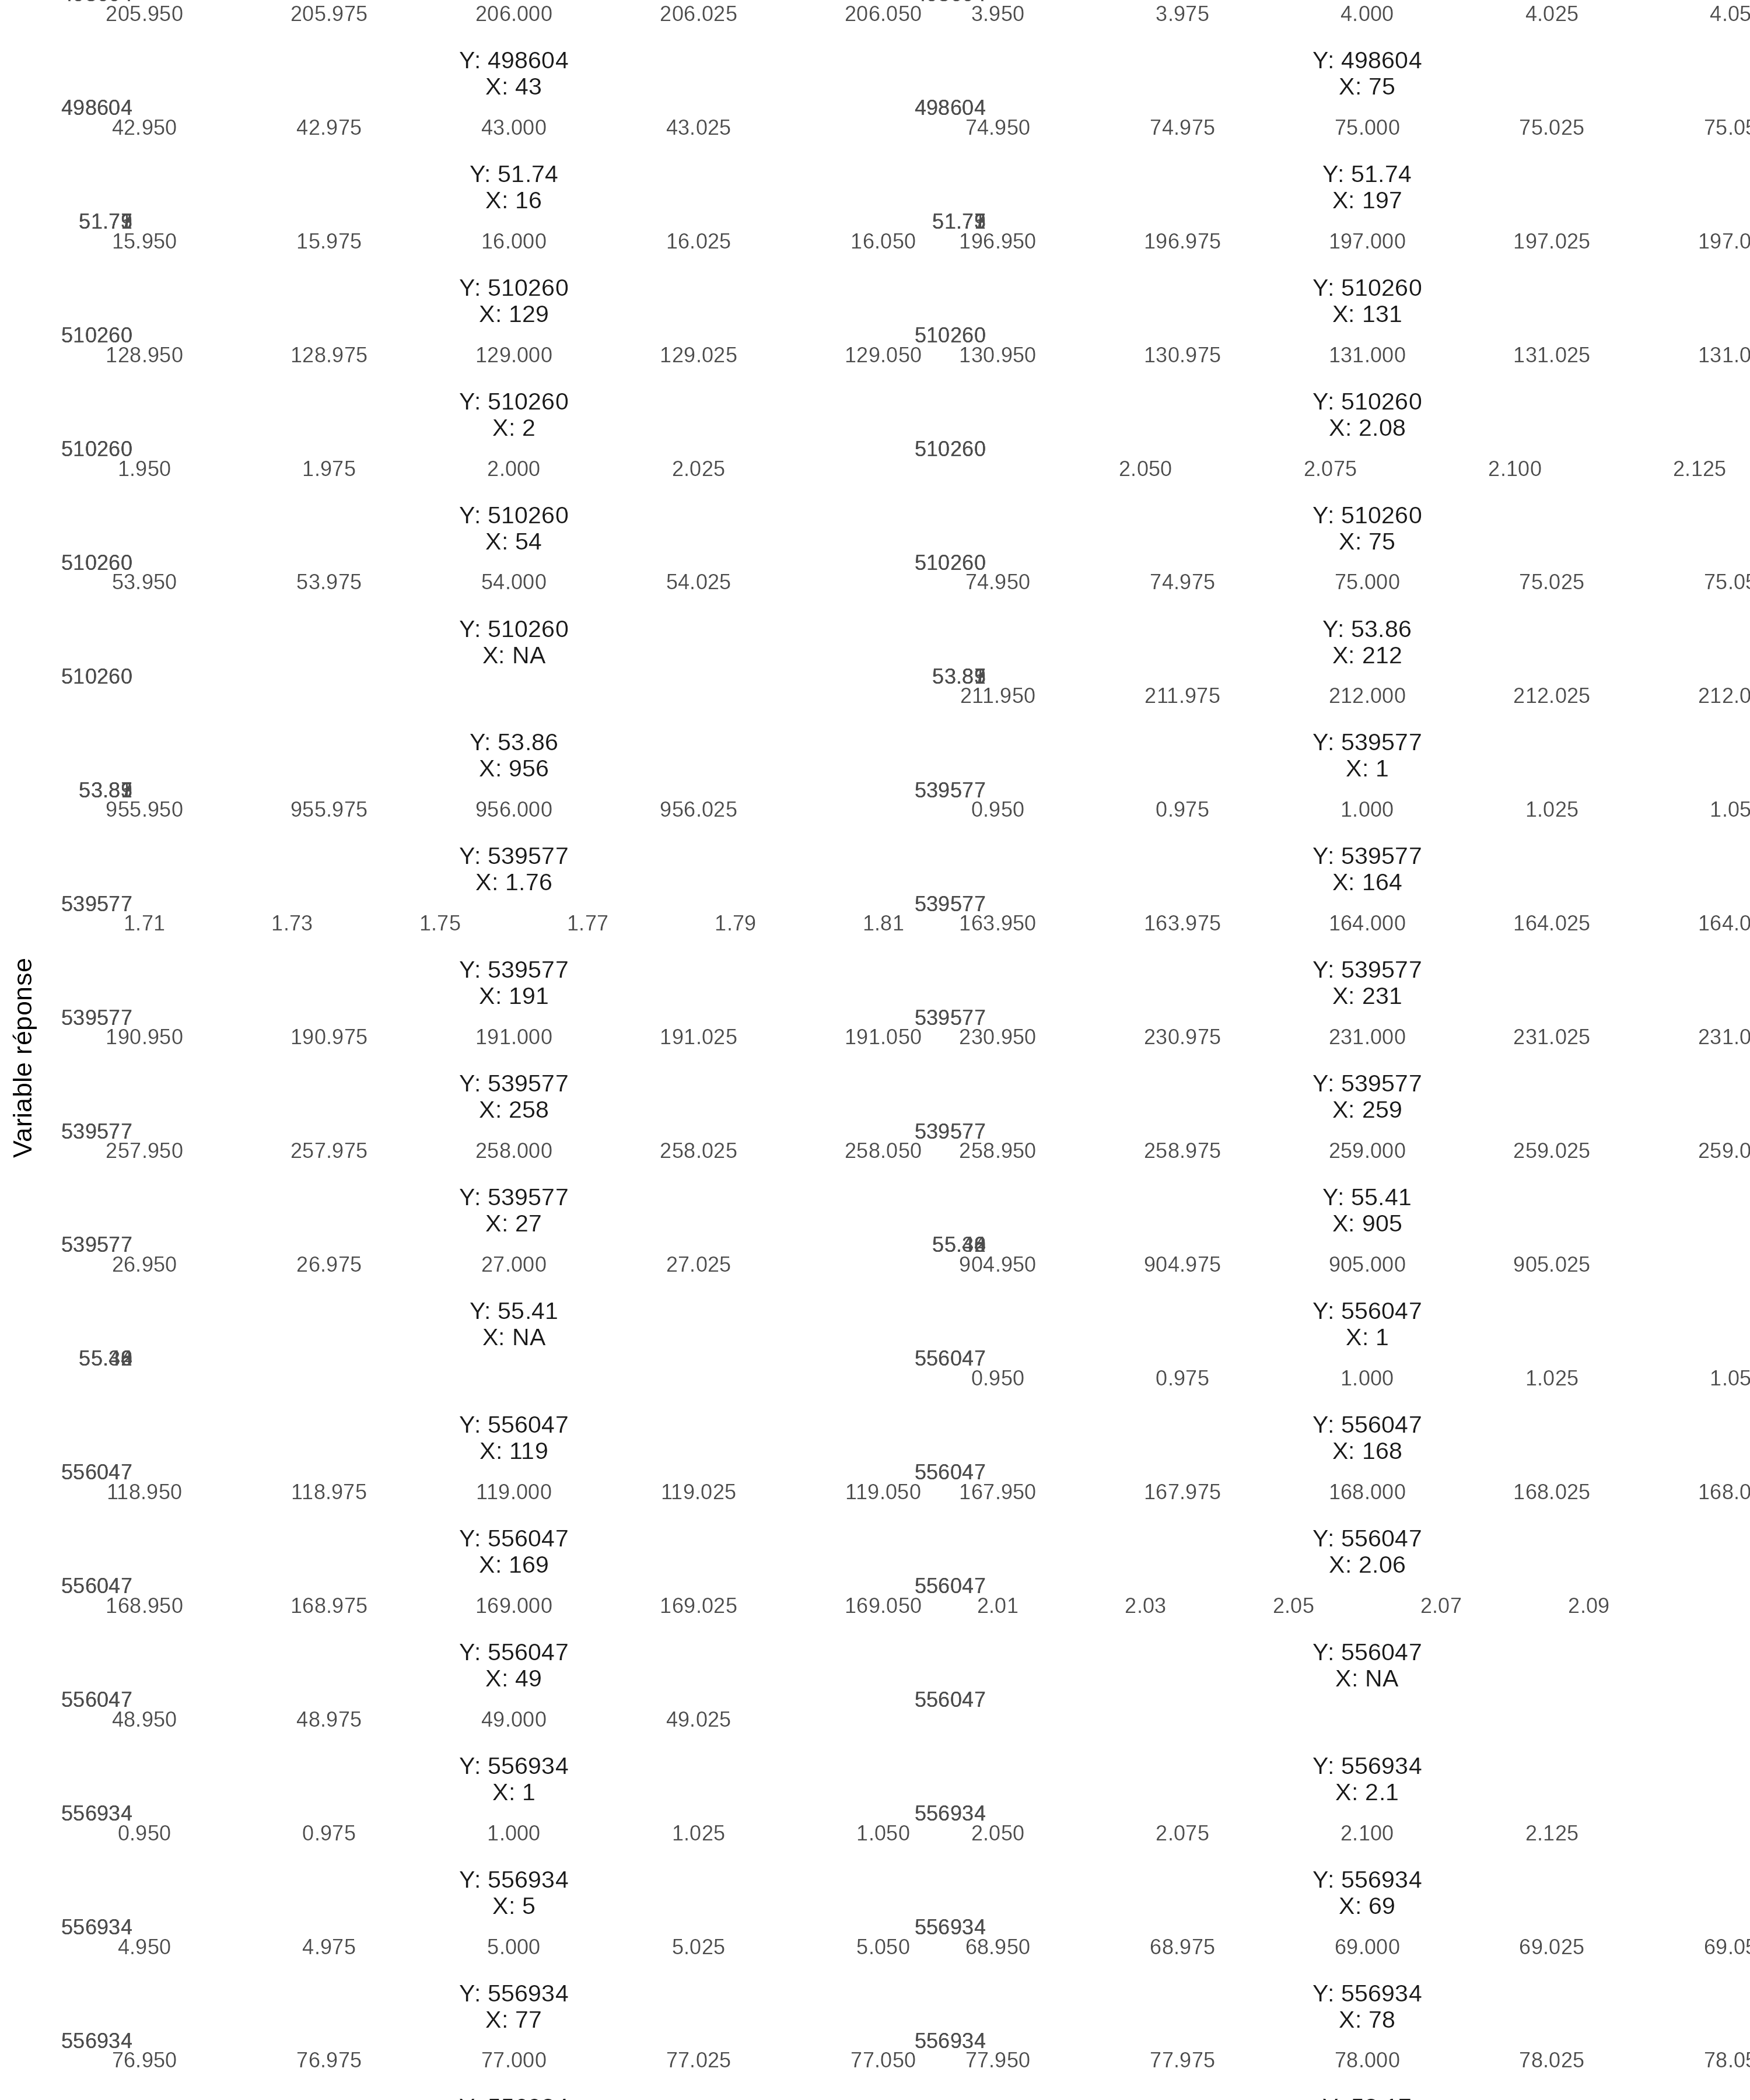 205.950 205.975 206.000 206.025 206.050 3.950 3.975 4.000 4.025
Y: 498604 Y: 498604
X: 43 X: 75
498604 498604
42.950 42.975 43.000 43.025 74.950 74.975 75.000 75.025
Y: 51.74 Y: 51.74
X: 16 X: 197
15.950 15.975 16.000 16.025 16.050 196.950 196.975 197.000 197.025
Y: 510260 Y: 510260
X: 129 X: 131
510260 510260
128.950 128.975 129.000 129.025 129.050 130.950 130.975 131.000 131.025
Y: 510260 Y: 510260
X: 2 X: 2.08
510260 510260
1.950 1.975 2.000 2.025 2.050 2.075 2.100 2.125
Y: 510260 Y: 510260
X: 54 X: 75
510260 510260
53.950 53.975 54.000 54.025 74.950 74.975 75.000 75.025
Y: 510260 Y: 53.86
X: NA X: 212
510260
211.950 211.975 212.000 212.025
Y: 53.86 Y: 539577
X: 956 X: 1
539577
955.950 955.975 956.000 956.025 0.950 0.975 1.000 1.025
Y: 539577 Y: 539577
X: 1.76 X: 164
539577 539577
1.71 1.73 1.75 1.77 1.79 1.81 163.950 163.975 164.000 164.025
Variable réponse
Y: 539577 Y: 539577
X: 191 X: 231
539577 539577
190.950 190.975 191.000 191.025 191.050 230.950 230.975 231.000 231.025
Y: 539577 Y: 539577
X: 258 X: 259
539577 539577
257.950 257.975 258.000 258.025 258.050 258.950 258.975 259.000 259.025
Y: 539577 Y: 55.41
X: 27 X: 905
539577
26.950 26.975 27.000 27.025 904.950 904.975 905.000 905.025
Y: 55.41 Y: 556047
X: NA X: 1
556047
0.950 0.975 1.000 1.025
Y: 556047 Y: 556047
X: 119 X: 168
556047 556047
118.950 118.975 119.000 119.025 119.050 167.950 167.975 168.000 168.025
Y: 556047 Y: 556047
X: 169 X: 2.06
556047 556047
168.950 168.975 169.000 169.025 169.050 2.01 2.03 2.05 2.07 2.09
Y: 556047 Y: 556047
X: 49 X: NA
556047 556047
48.950 48.975 49.000 49.025
Y: 556934 Y: 556934
X: 1 X: 2.1
556934 556934
0.950 0.975 1.000 1.025 1.050 2.050 2.075 2.100 2.125
Y: 556934 Y: 556934
X: 5 X: 69
556934 556934
4.950 4.975 5.000 5.025 5.050 68.950 68.975 69.000 69.025
Y: 556934 Y: 556934
X: 77 X: 78
556934 556934
76.950 76.975 77.000 77.025 77.050 77.950 77.975 78.000 78.025